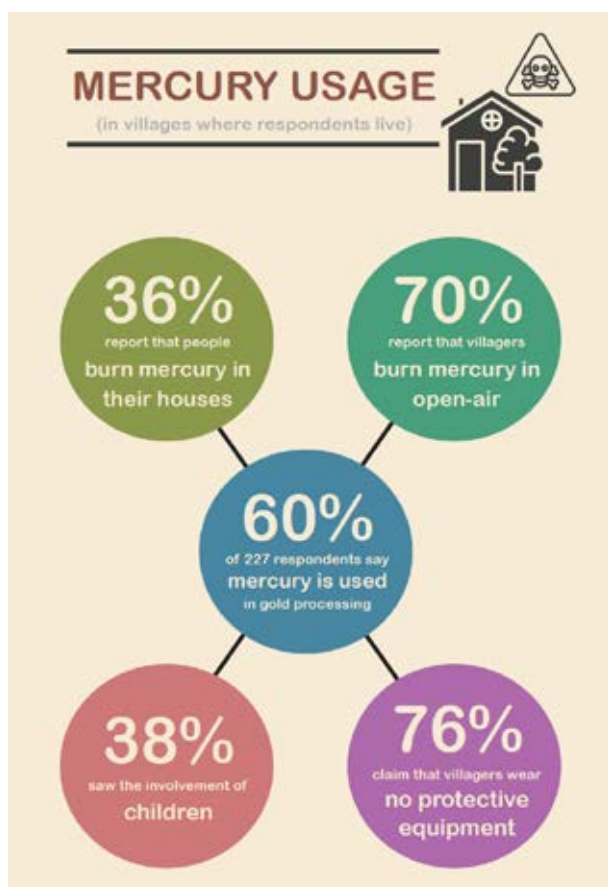 MERCURY USAGE
(in villages where respondents live)
36%
report that people
burn mercury in
their houses
70%
report that villagers
burn mercury in
open-air
60%
of 227 respondents say
mercury is used
in gold processing
38%
saw the involvement of
children
76%
claim that villagers wear
no protective
equipment